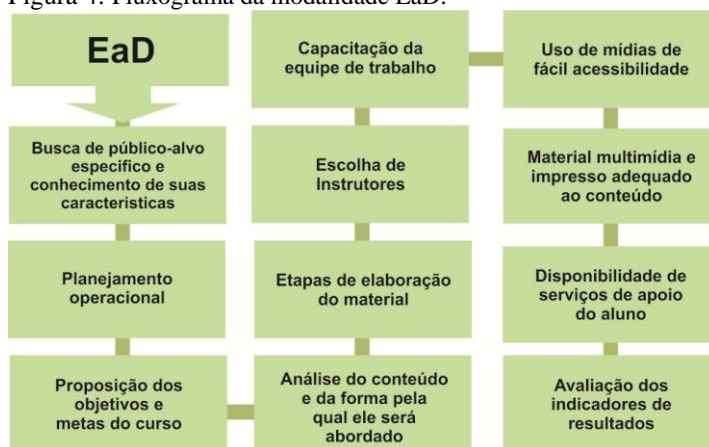 Figura 4: Fluxograma da modalidade EaD.
EaD
Busca de público-alvo
especifico e
conhecimento de suas
caracteristicas
Planejamento
operacional
Proposição dos
objetivos e
metas do curso
Análise do conteúdo
e da forma pela
qual ele será
abordado
Etapas de elaboração
do material
Escolha de
Instrutores
Capacitação da
equipe de trabalho
Uso de mídias de
fácil acessibilidade
Material multimídia e
impresso adequado
ao conteúdo
Disponibilidade de
serviços de apoio
do aluno
Avaliação dos
indicadores de
resultados